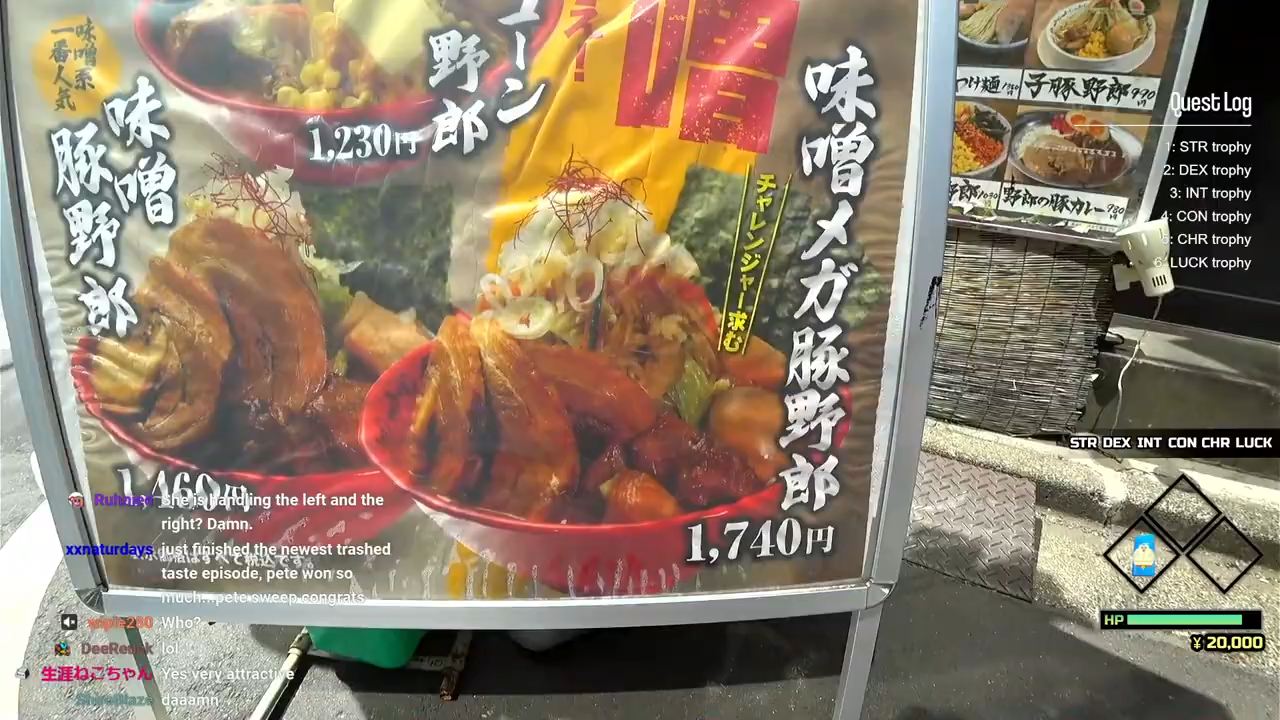 味噌系
一番人気
味噌
豚野郎
1,460円
コーン
野郎
1,230円
噌
チャレンジャー求む
味噌メガ豚野郎
1,740円
つけ麺
子豚野郎 990
野郎の豚カレー
Quest Log
1: STR trophy
2: DEX trophy
3: INT trophy
4: CON trophy
5: CHR trophy
6: LUCK trophy
STR DEX INT CON CHR LUCK
HP
¥20,000
She is handling the left and the
right? Damn.
xxnaturdays just finished the newest trashed
taste episode, pete won so
much...pete sweep congrats
Who?
DeeReuck lol
生涯ねこちゃん Yes very attractive
daaamn